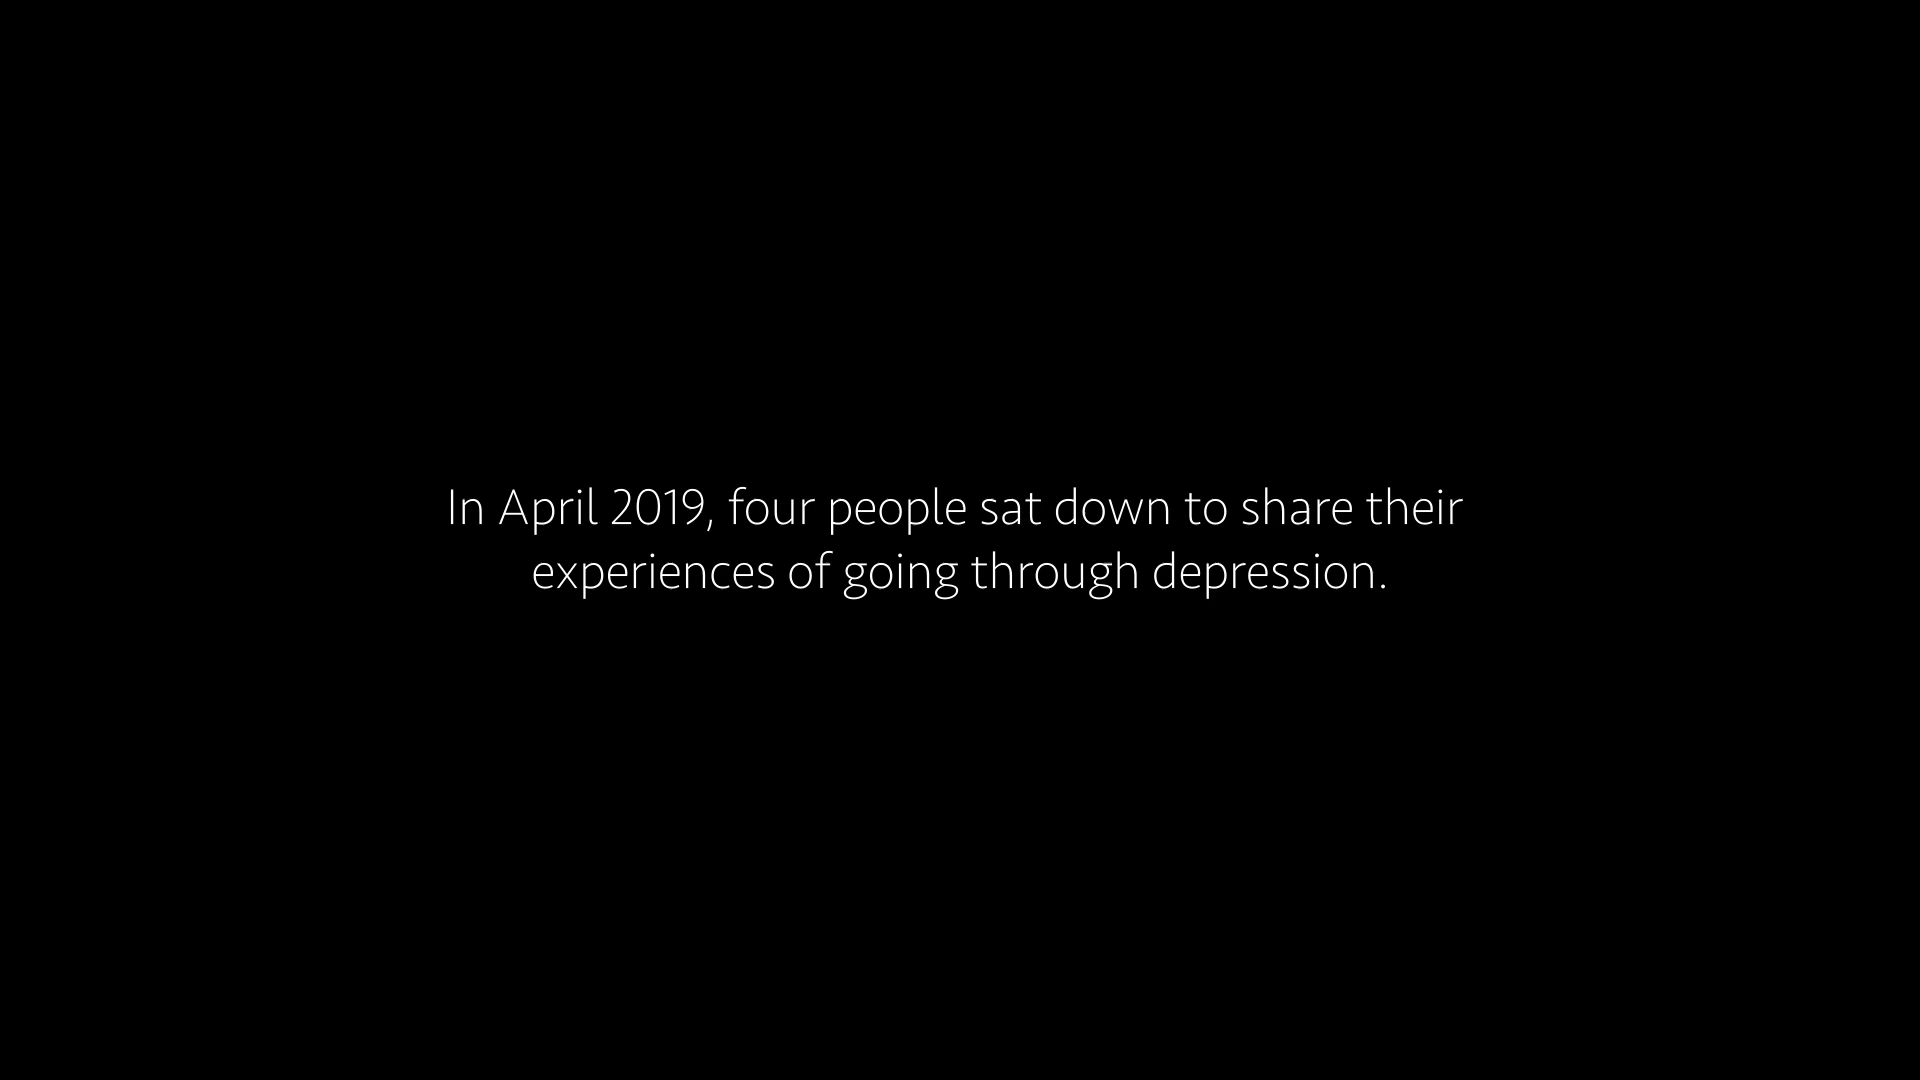 In April 2019, four people sat down to share their
experiences of going through depression.